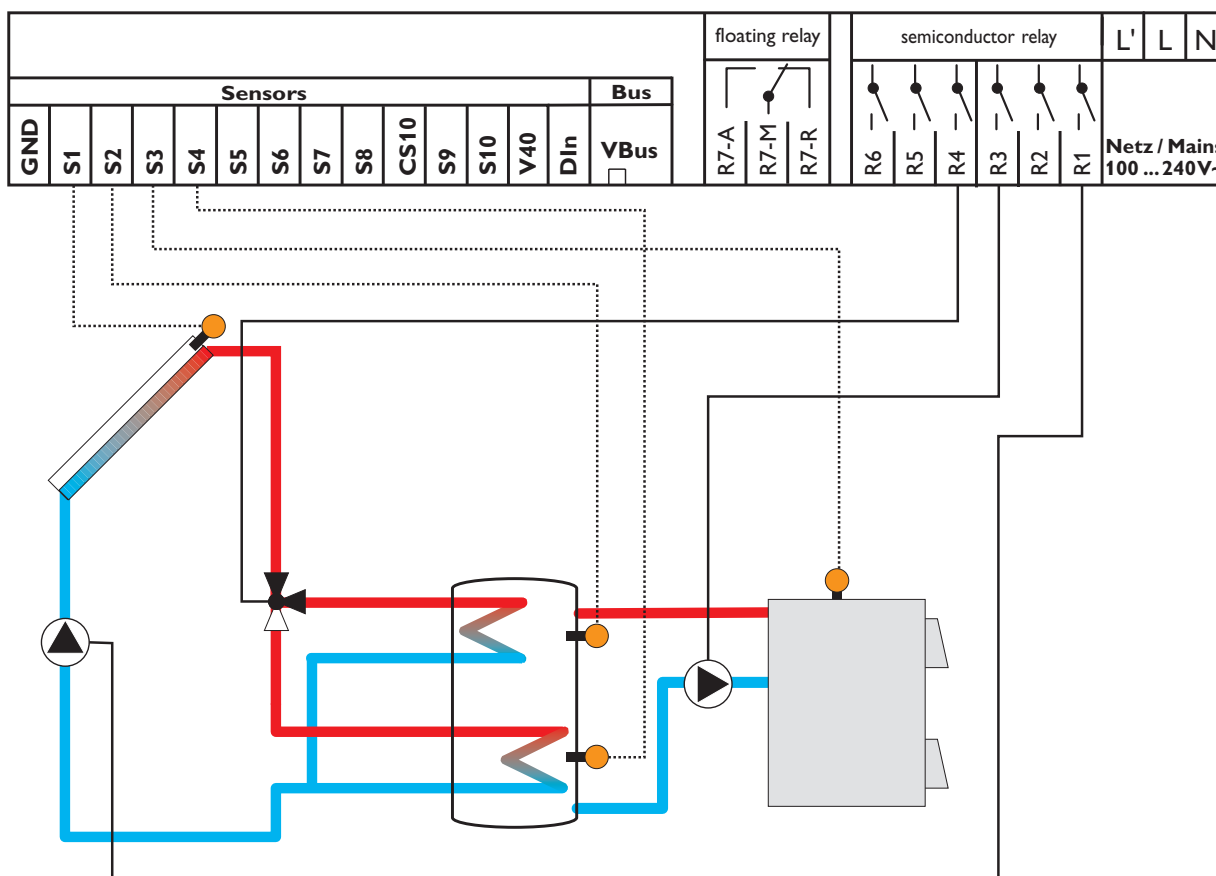 floating relay
semiconductor relay
L' L N
Sensors
Bus
GND
S1
S2
S3
S4
S5
S6
S7
S8
CS10
S9
S10
V40
DIn
VBus
R7-A
R7-M
R7-R
R6
R5
R4
R3
R2
R1
Netz / Mains
100 ... 240V~